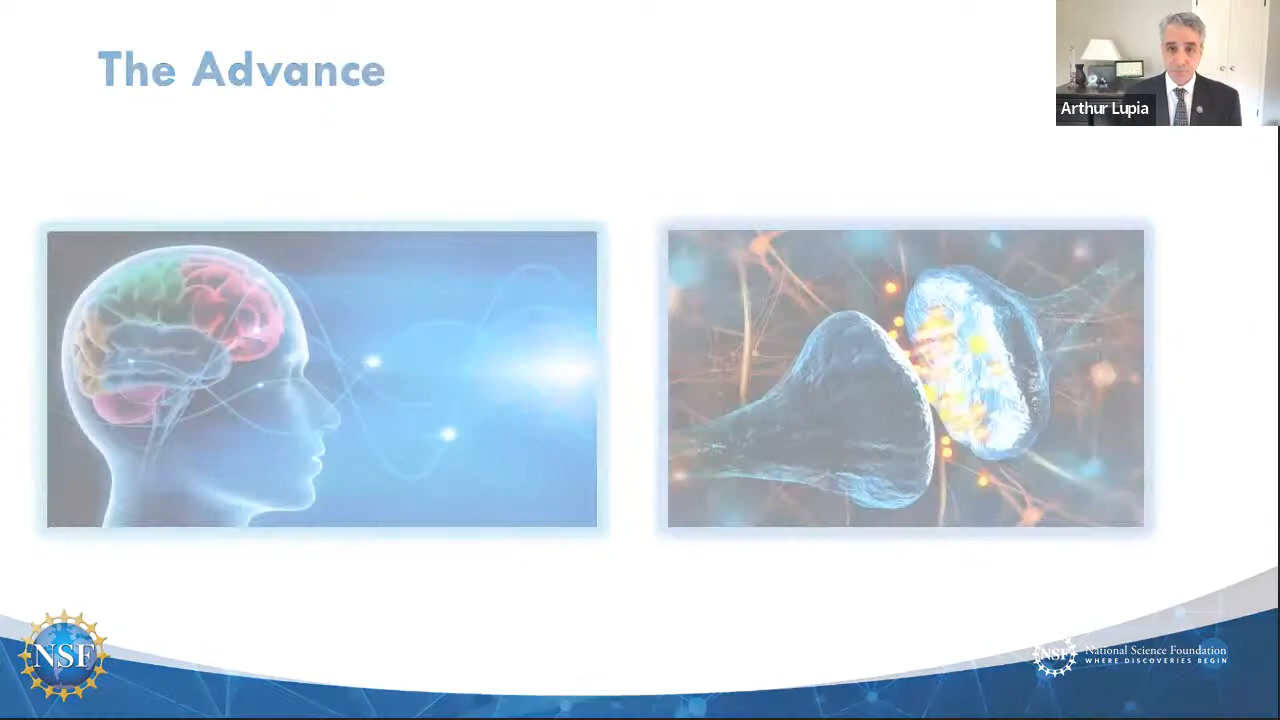 The Advance
Arthur Lupia
NSF
NSF
National Science Foundation
WHERE DISCOVERIES BEGIN